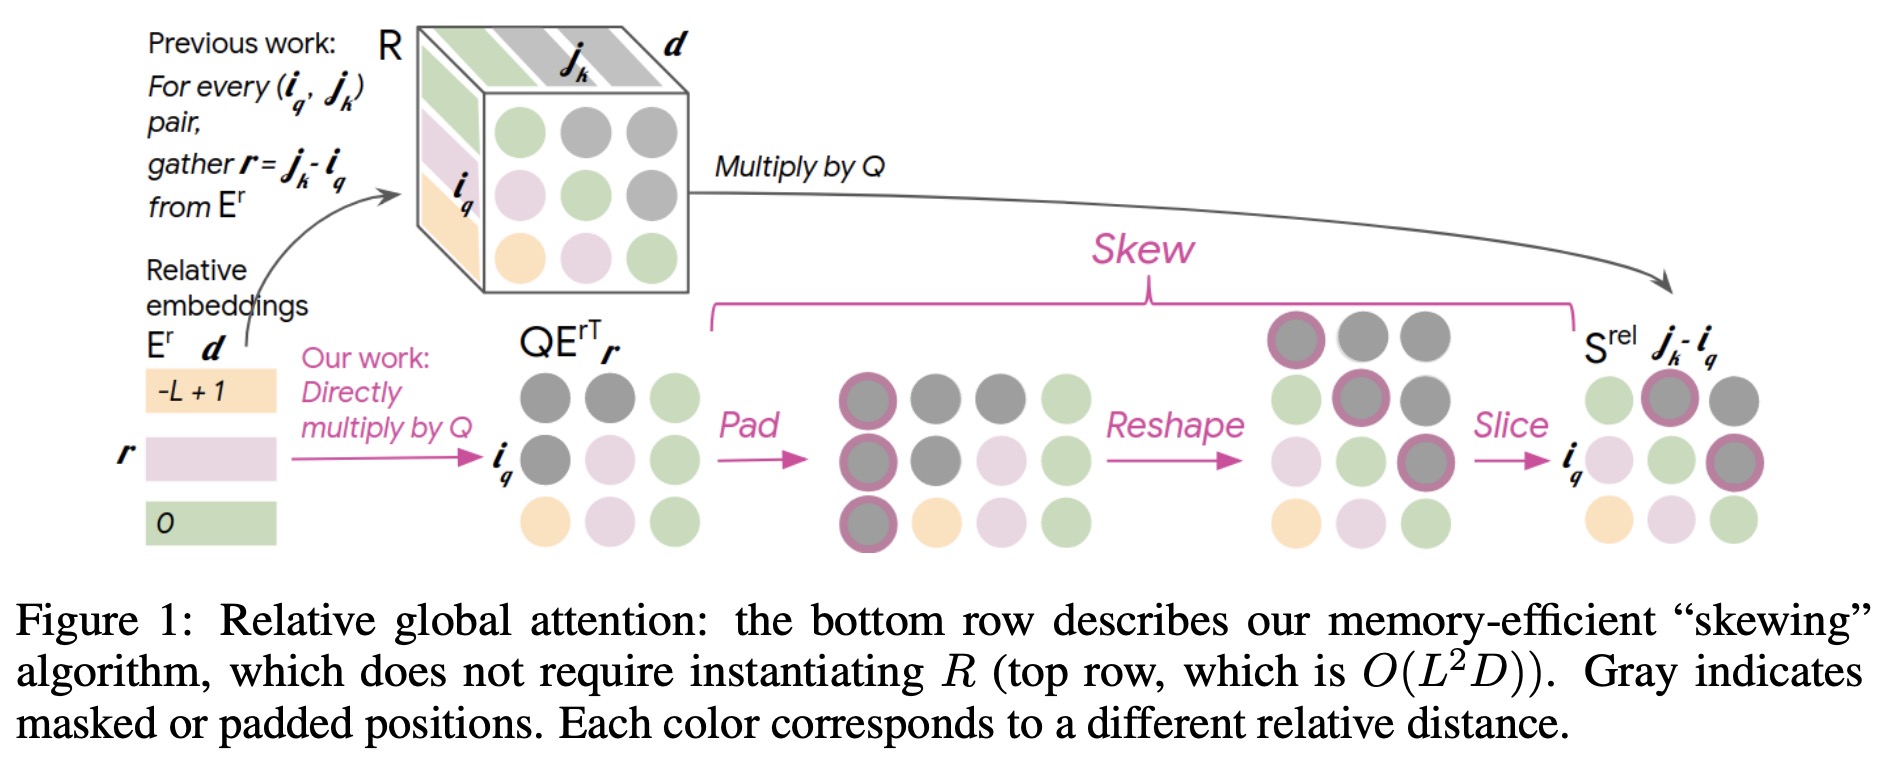 Previous work:
For every (i_q, j_k)
pair,
gather r = j_k - i_q
from E^r
R
j_k
d
i_q
Multiply by Q
Relative
embeddings
E^r d
-L + 1
r
0
Our work:
Directly
multiply by Q
QE^rT r
i_q
Skew
Pad
Reshape
Slice
S^rel j_k - i_q
i_q
Figure 1: Relative global attention: the bottom row describes our memory-efficient “skewing”
algorithm, which does not require instantiating R (top row, which is O(L²D)). Gray indicates
masked or padded positions. Each color corresponds to a different relative distance.